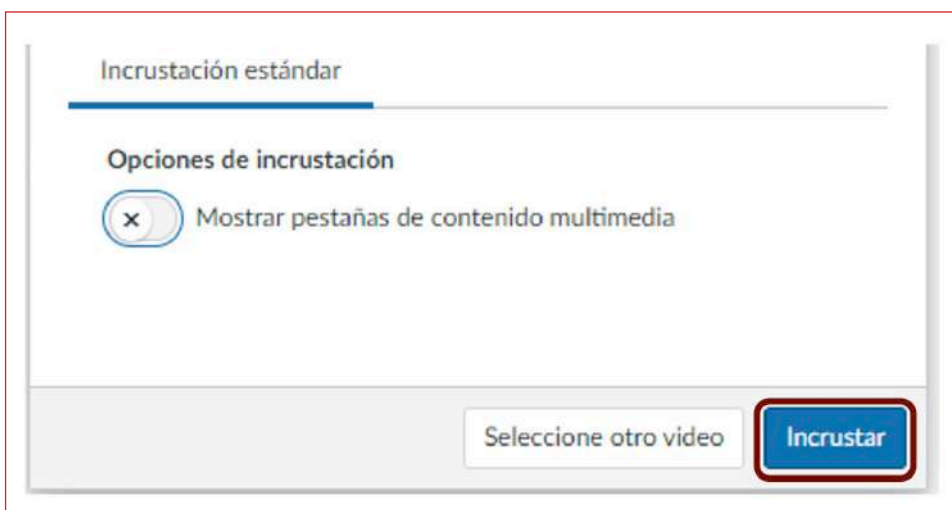 Incrustación estándar
Opciones de incrustación
Mostrar pestañas de contenido multimedia
Seleccione otro video
Incrustar